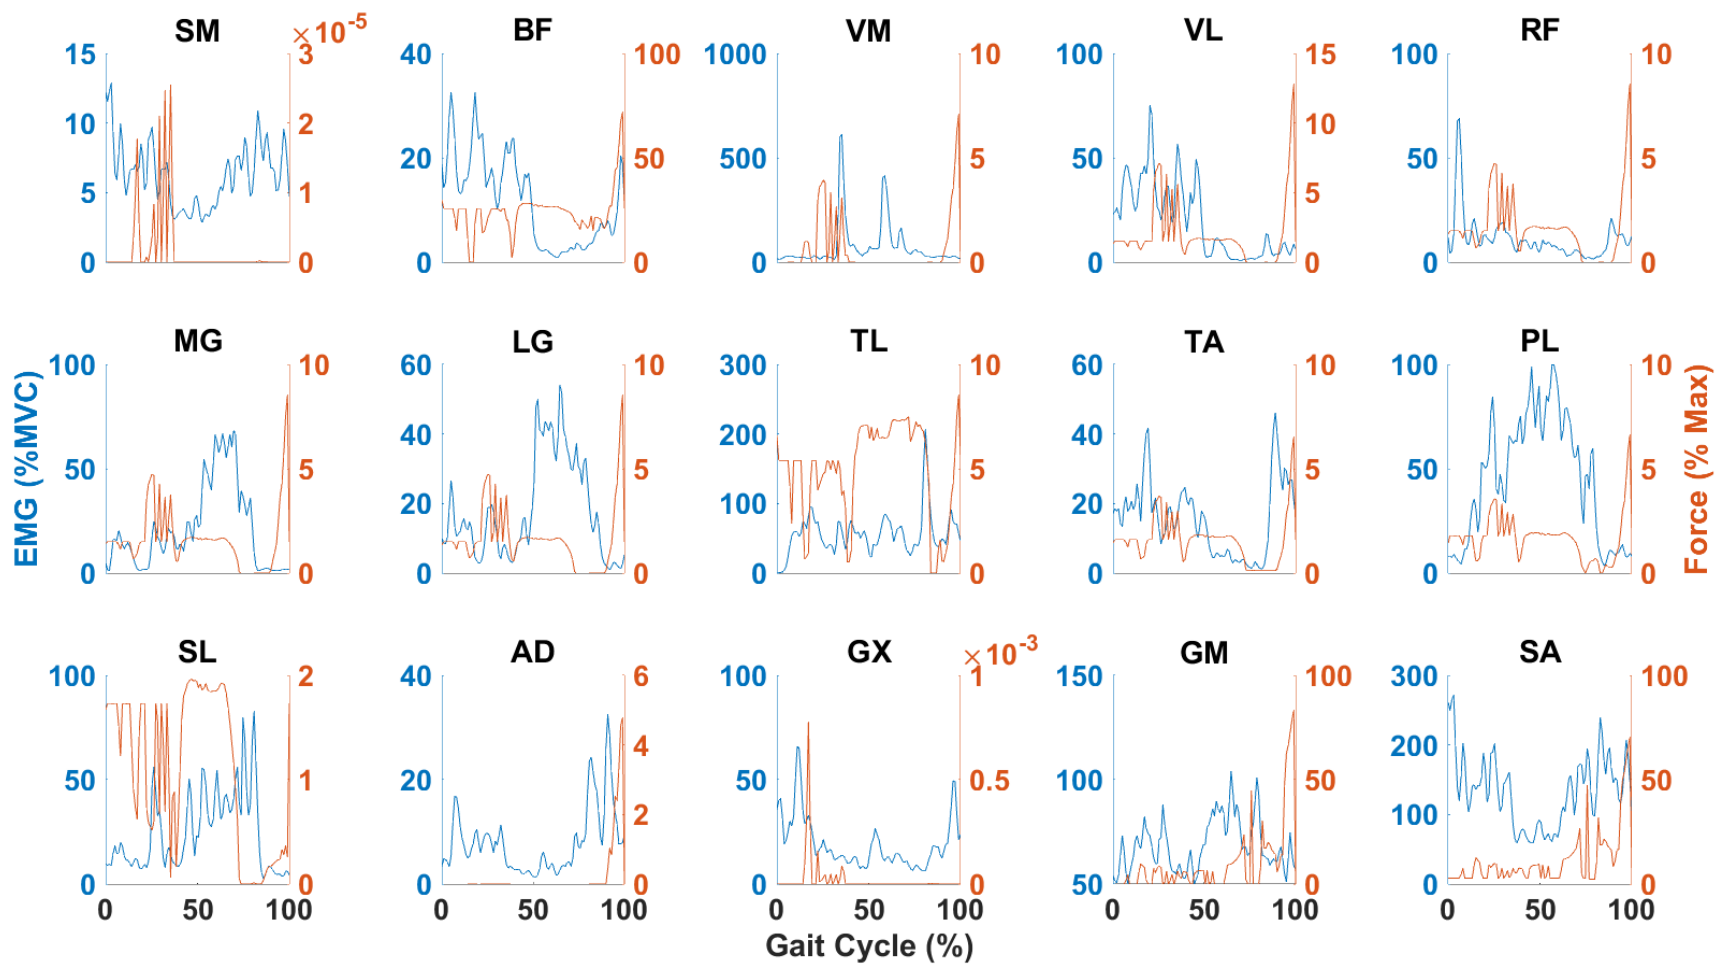 SM
BF
VM
VL
RF
×10^-5
15 3 40 100 1000 10 100 15 100 10
10 2 10
20 50 500 5 50 50 5
5 1 5
0 0 0 0 0 0 0 0 0 0
MG
LG
TL
TA
PL
100 10 60 10 300 10 60 10 100 10
40 200 40
50 5 5 5 5 50 5
20 100 20
0 0 0 0 0 0 0 0 0 0
EMG (%MVC)
Force (% Max)
SL
AD
GX
GM
SA
×10^-3
100 2 40 6 100 1 150 100 300 100
4 200
50 1 20 50 0.5 100 50 50
2 100
0 0 0 0 0 0 50 0 0 0
0 50 100 0 50 100 0 50 100 0 50 100 0 50 100
Gait Cycle (%)